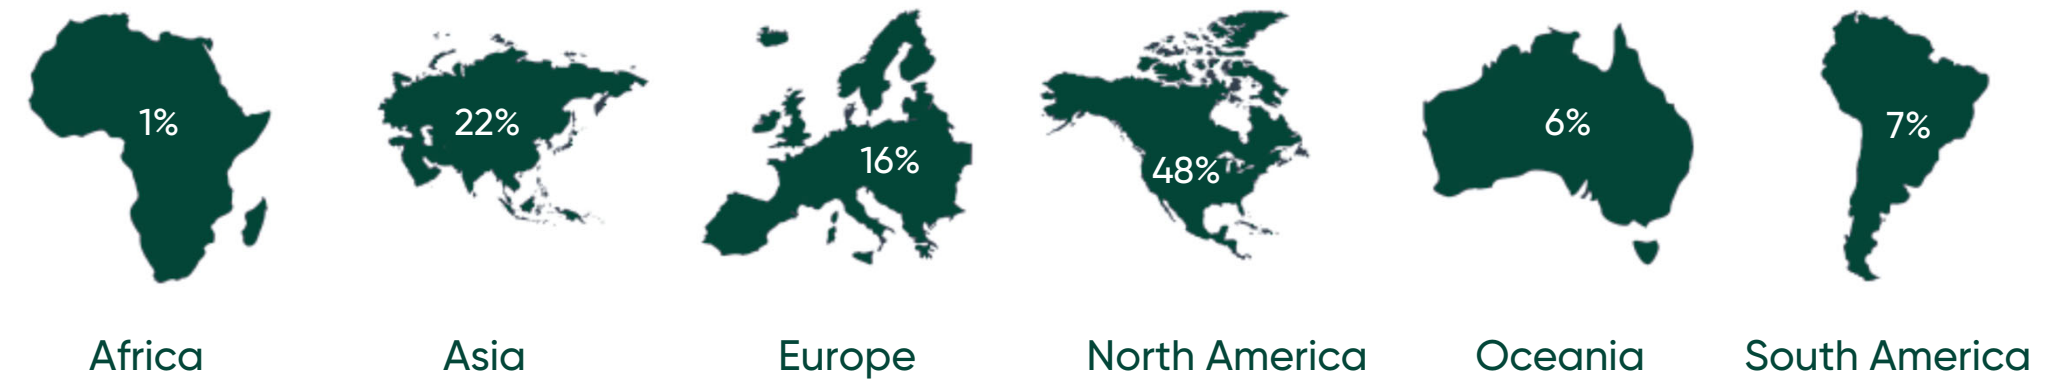 1%
22%
16%
48%
6%
7%
Africa
Asia
Europe
North America
Oceania
South America